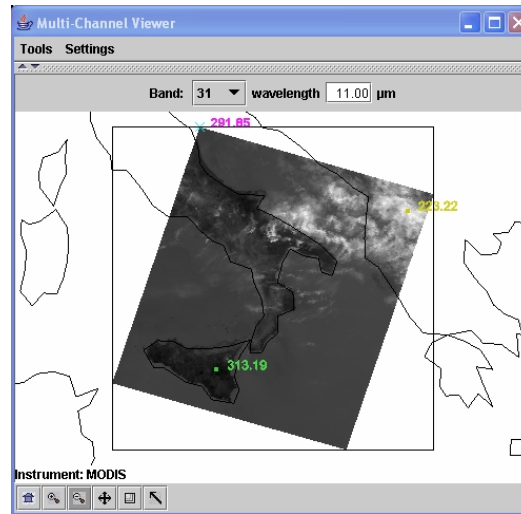 Multi-Channel Viewer
Tools Settings
Band: 31 wavelength 11.00 µm
291.85
223.22
313.19
Instrument: MODIS